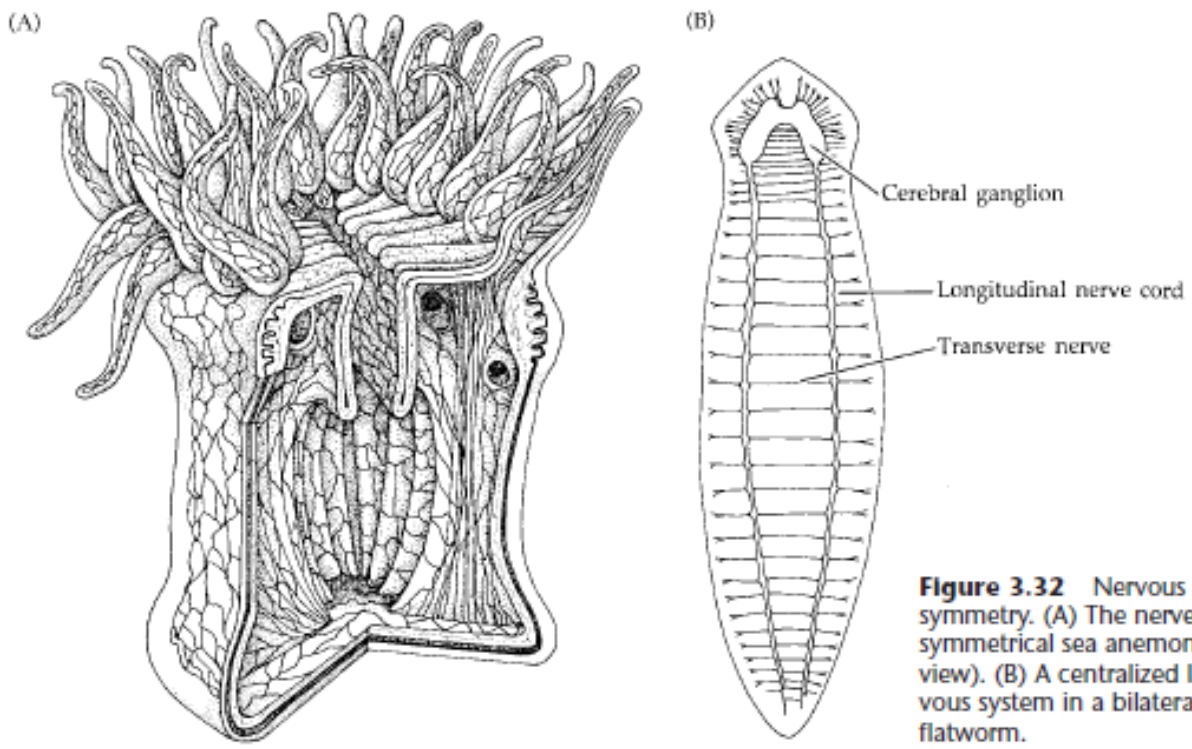 (A)
(B)
Cerebral ganglion
Longitudinal nerve cord
Transverse nerve
Figure 3.32 Nervous
symmetry. (A) The nerve
symmetrical sea anemon
view). (B) A centralized l
vous system in a bilatera
flatworm.